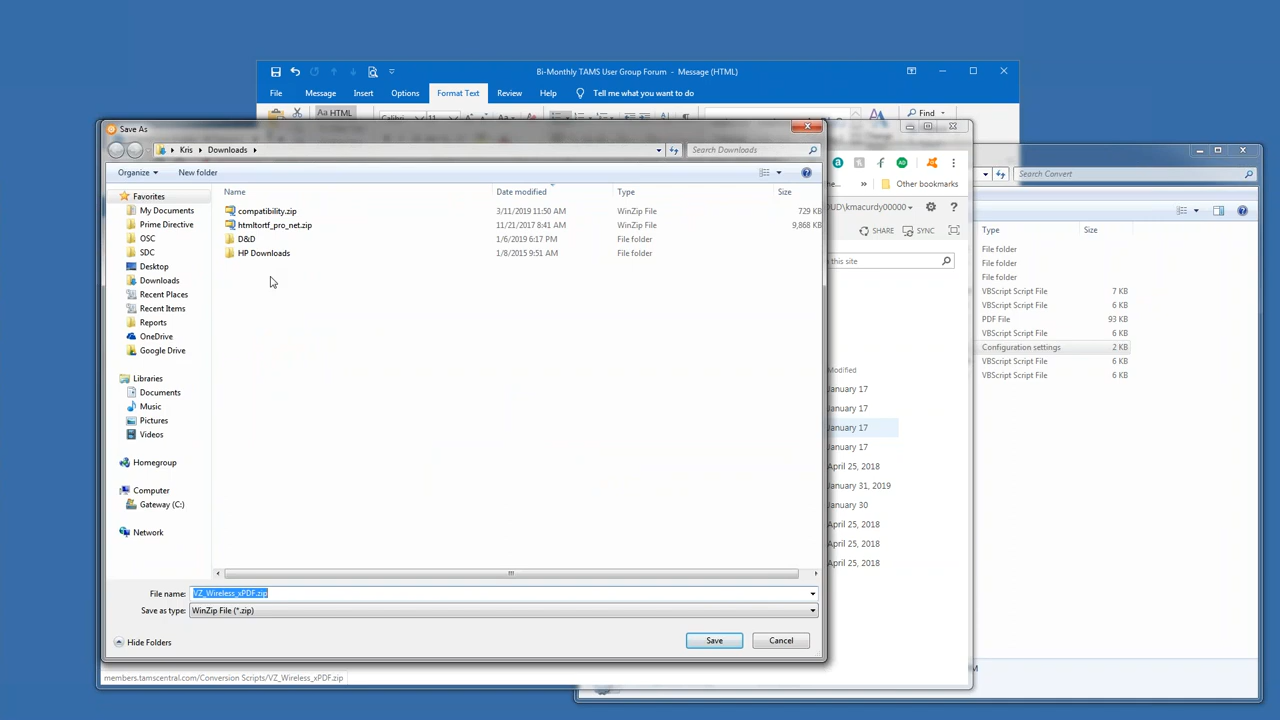 Bi-Monthly TAMS User Group Forum - Message (HTML)
File Message Insert Options Format Text Review Help Tell me what you want to do
Aa HTML
Calibri
11
Find
Save As
Kris Downloads
Search Downloads
Organize New folder
Name Date modified Type Size
compatibility.zip 3/11/2019 11:50 AM WinZip File 729 KB
htmltortf_pro_net.zip 11/21/2017 8:41 AM WinZip File 9,868 KB
D&D 1/6/2019 6:17 PM File folder
HP Downloads 1/8/2015 9:51 AM File folder
Favorites
My Documents
Prime Directive
OSC
SDC
Desktop
Downloads
Recent Places
Recent Items
Reports
OneDrive
Google Drive
Libraries
Documents
Music
Pictures
Videos
Homegroup
Computer
Gateway (C:)
Network
File name: VZ_Wireless_xPDF.zip
Save as type: WinZip File (*.zip)
Hide Folders Save Cancel
members.tamscentral.com/Conversion Scripts/VZ_Wireless_xPDF.zip
he... » Other bookmarks
OUD\kmacurdy00000
SHARE SYNC
this site
Modified
January 17
January 17
January 17
January 17
April 25, 2018
January 31, 2019
January 30
April 25, 2018
April 25, 2018
April 25, 2018
Search Convert
Type Size
File folder
File folder
File folder
VBScript Script File 7 KB
VBScript Script File 6 KB
PDF File 93 KB
VBScript Script File 6 KB
Configuration settings 2 KB
VBScript Script File 6 KB
VBScript Script File 6 KB